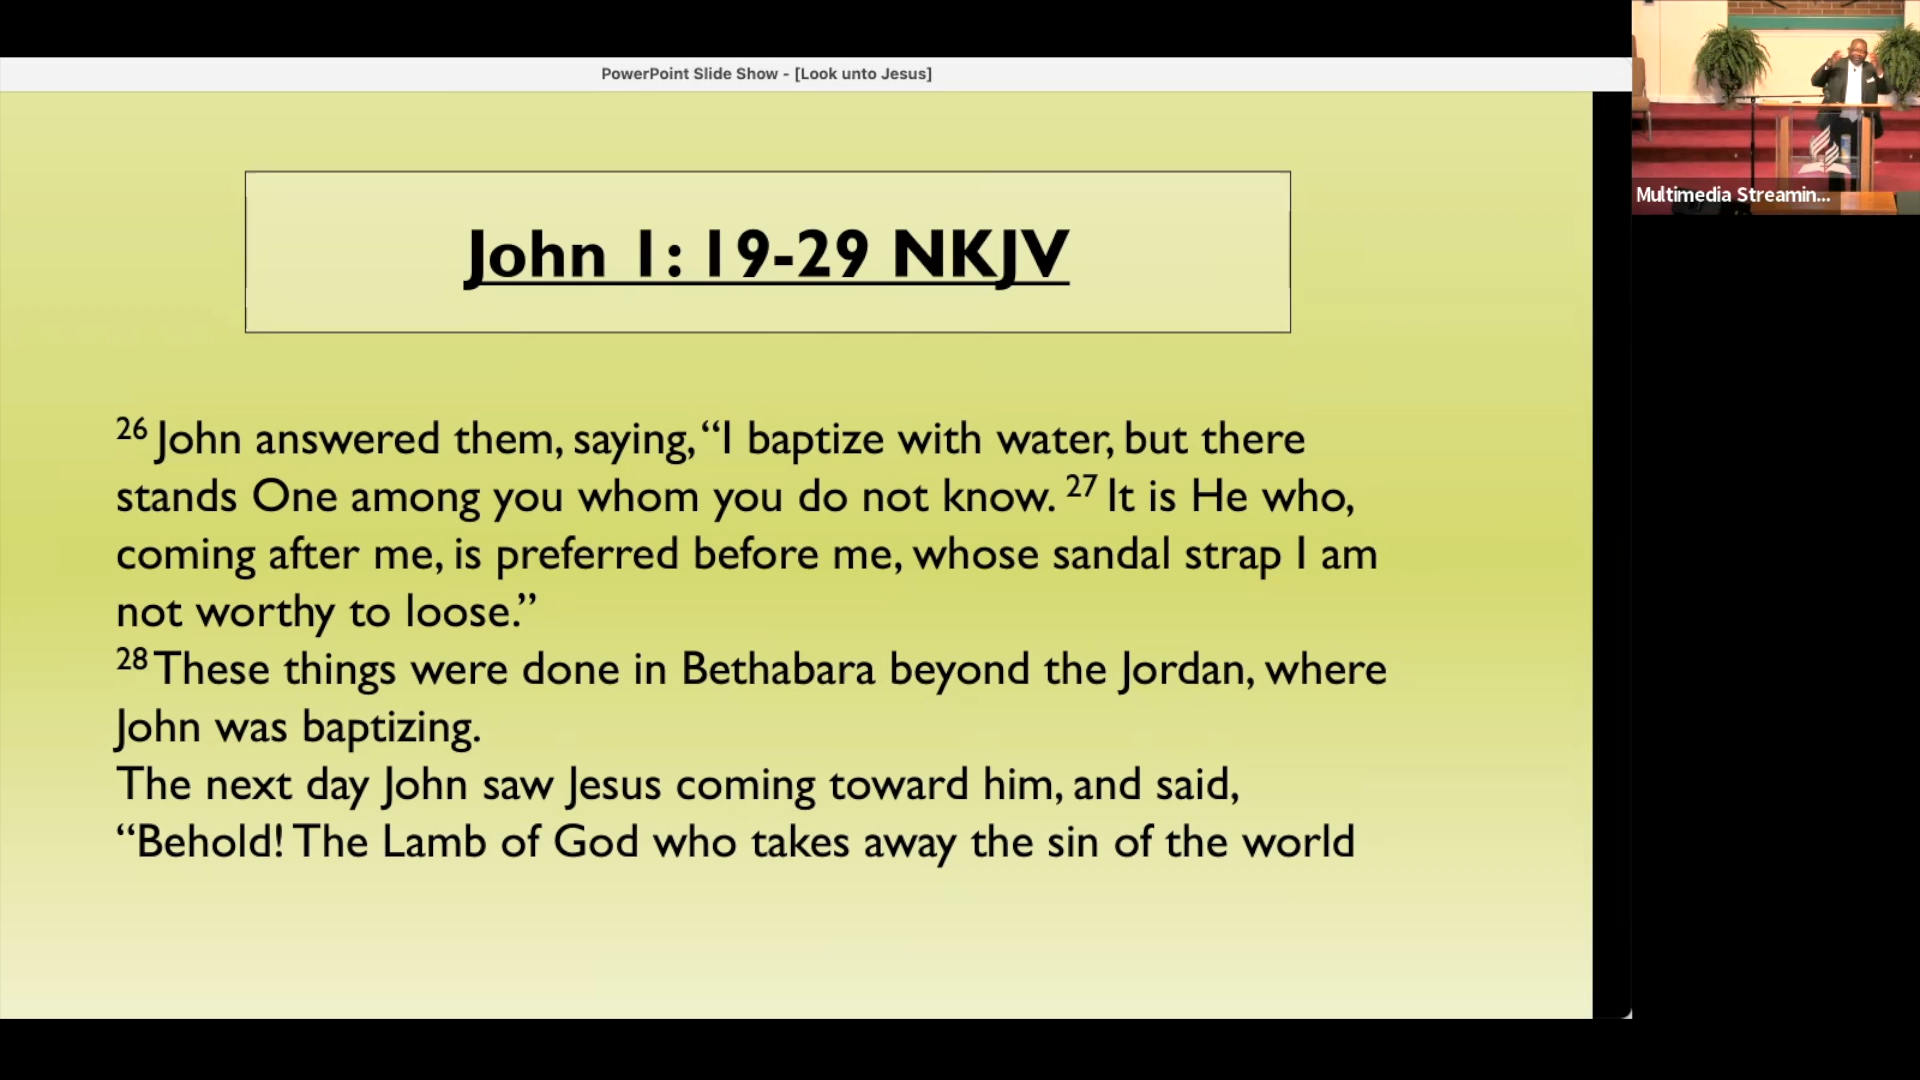 PowerPoint Slide Show - [Look unto Jesus]
John 1: 19-29 NKJV
26 John answered them, saying, “I baptize with water, but there
stands One among you whom you do not know. 27 It is He who,
coming after me, is preferred before me, whose sandal strap I am
not worthy to loose.”
28 These things were done in Bethabara beyond the Jordan, where
John was baptizing.
The next day John saw Jesus coming toward him, and said,
“Behold! The Lamb of God who takes away the sin of the world
Multimedia Streamin...